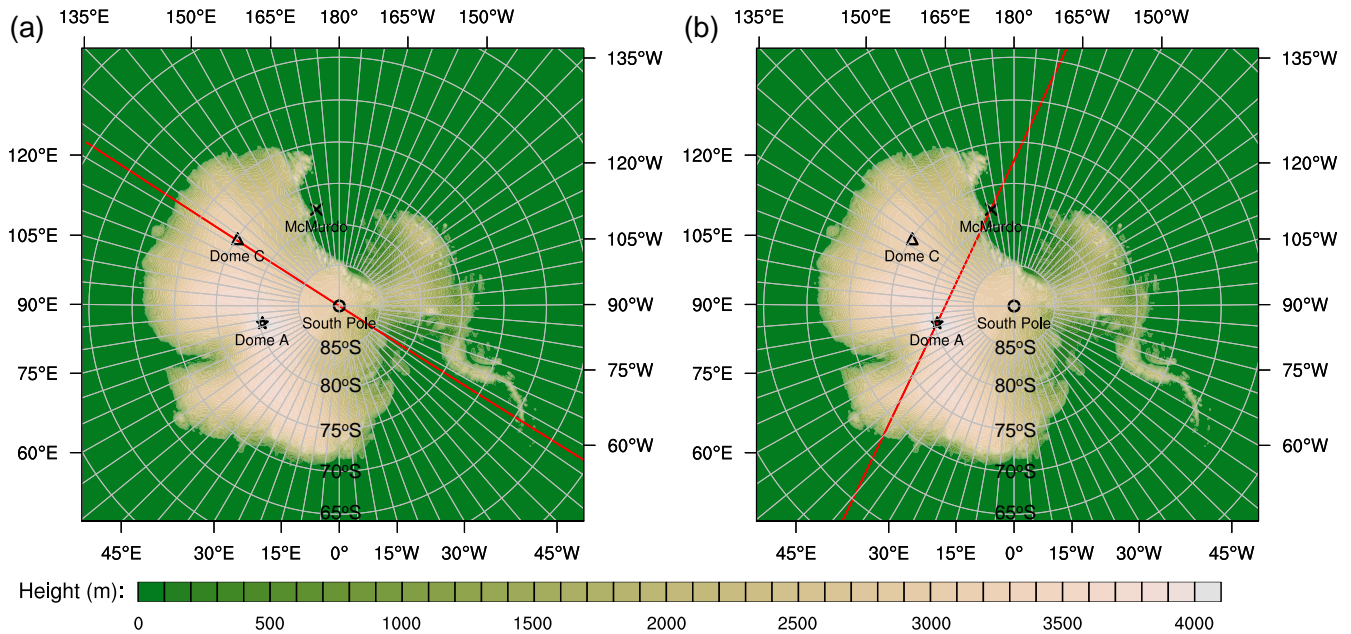 (a)
135°E 150°E 165°E 180° 165°W 150°W
135°W
120°E
120°W
105°E
105°W
90°E
90°W
75°E
75°W
60°E
60°W
McMardo
Dome C
South Pole
Dome A
85°S
80°S
75°S
70°S
65°S
45°E 30°E 15°E 0° 15°W 30°W 45°W
(b)
135°E 150°E 165°E 180° 165°W 150°W
135°W
120°E
120°W
105°E
105°W
90°E
90°W
75°E
75°W
60°E
60°W
McMardo
Dome C
South Pole
Dome A
85°S
80°S
75°S
70°S
65°S
45°E 30°E 15°E 0° 15°W 30°W 45°W
Height (m):
0 500 1000 1500 2000 2500 3000 3500 4000